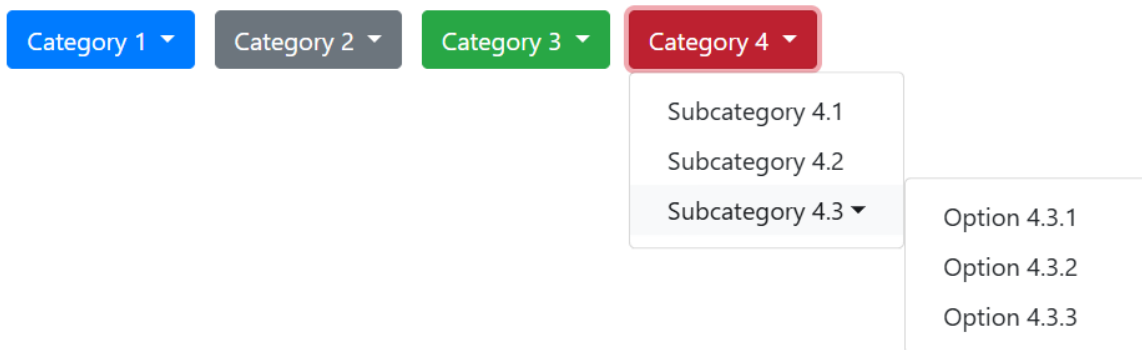 Category 1 Category 2 Category 3 Category 4
Subcategory 4.1
Subcategory 4.2
Subcategory 4.3
Option 4.3.1
Option 4.3.2
Option 4.3.3